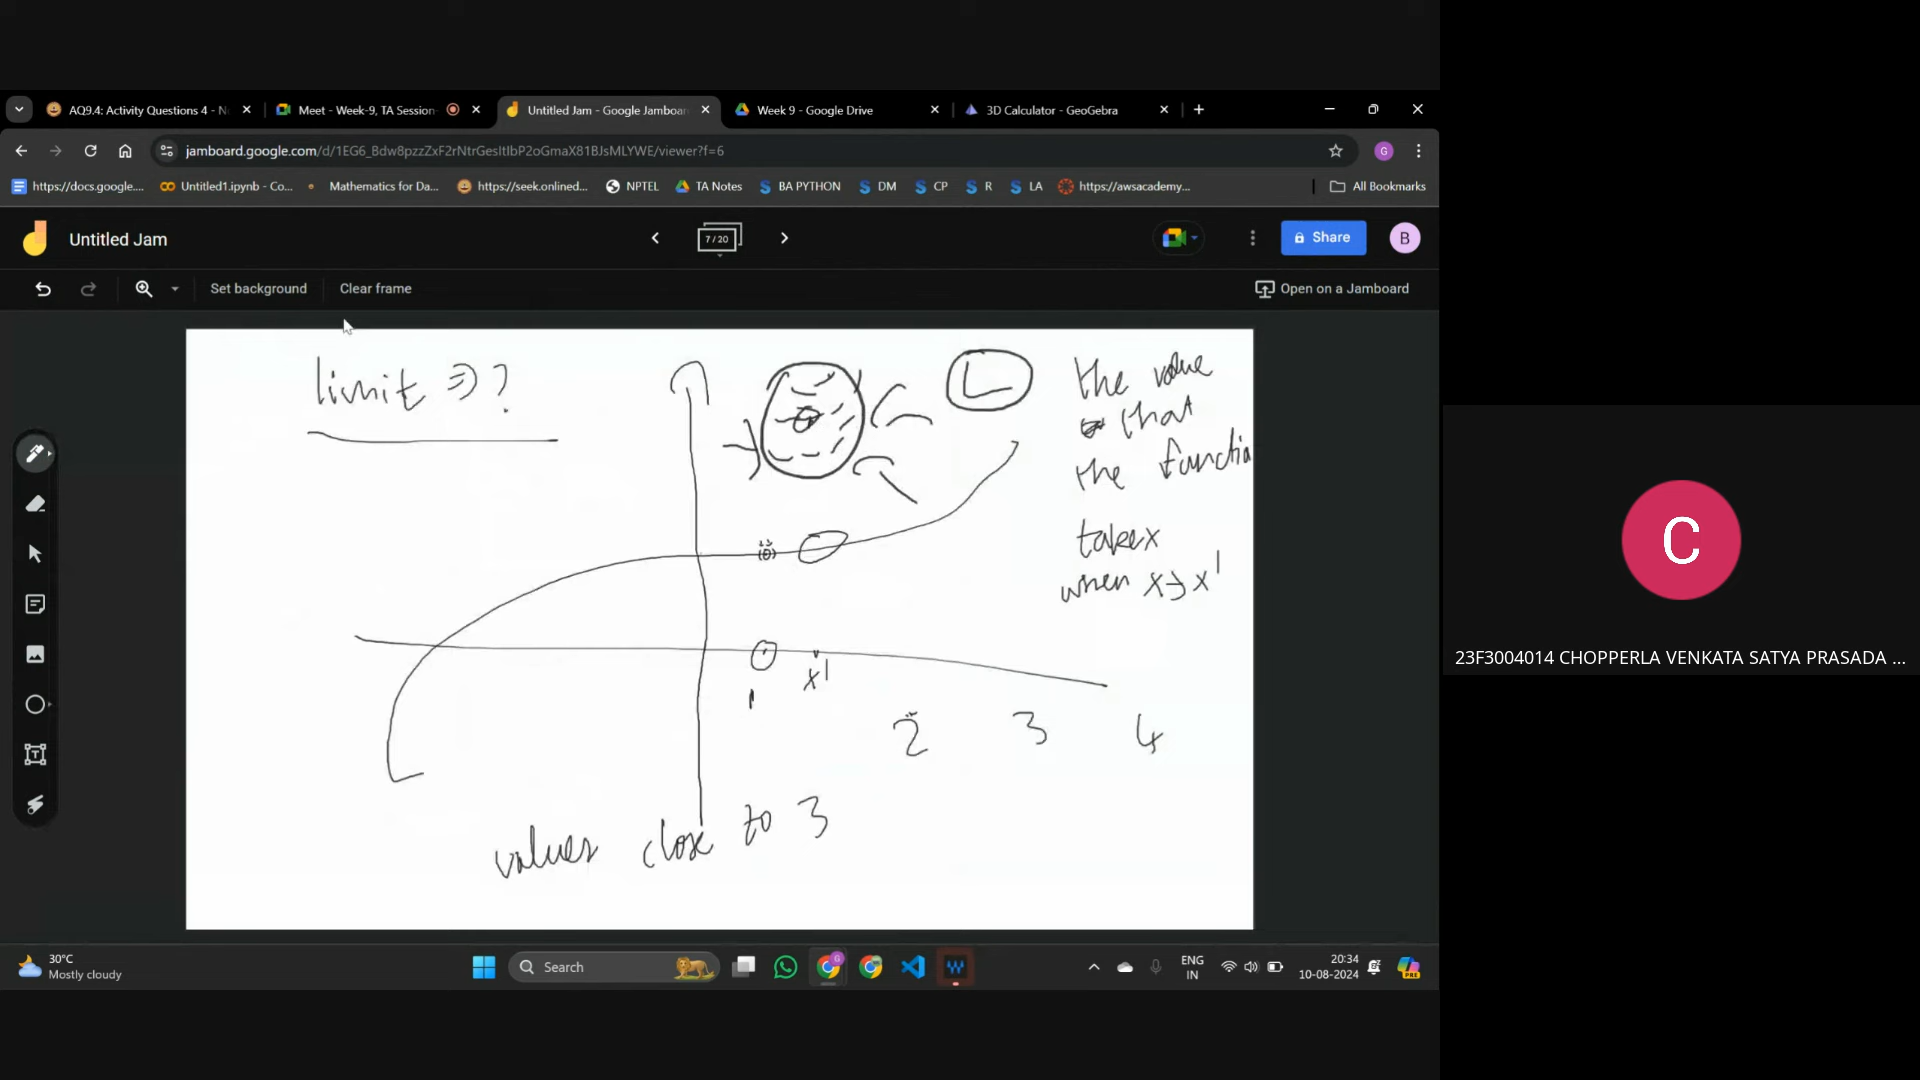 AQ9.4: Activity Questions 4 - N
Meet - Week-9, TA Session
Untitled Jam - Google Jamboar
Week 9 - Google Drive
3D Calculator - GeoGebra
jamboard.google.com/d/1EG6_Bdw8pzzZxF2rNtrGesItIbP2oGmaX81BJsMLYWE/viewer?f=6
G
https://docs.google....
Untitled1.ipynb - Co...
Mathematics for Da...
https://seek.onlined...
NPTEL
TA Notes
BA PYTHON
DM
CP
R
LA
https://awsacademy...
All Bookmarks
Untitled Jam
7 / 20
Share
B
Set background
Clear frame
Open on a Jamboard
limit ⇒ ?
L
the value
that
the functio
takex
when x→x'
1
x'
2 3 4
values close to 3
C
23F3004014 CHOPPERLA VENKATA SATYA PRASADA ...
30°C
Mostly cloudy
Search
ENG
IN
20:34
10-08-2024